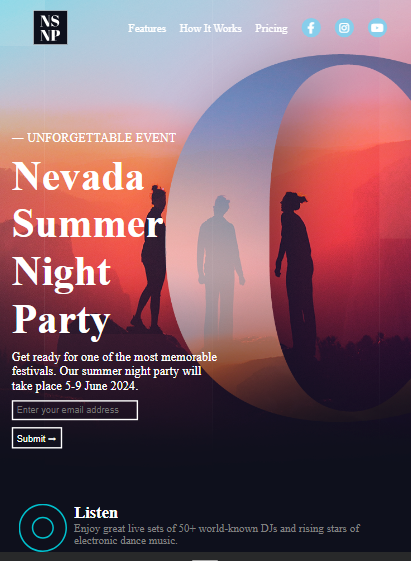 NS
NP
Features How It Works Pricing
— UNFORGETTABLE EVENT
Nevada
Summer
Night
Party
Get ready for one of the most memorable
festivals. Our summer night party will
take place 5-9 June 2024.
Enter your email address
Submit ➞
Listen
Enjoy great live sets of 50+ world-known DJs and rising stars of
electronic dance music.